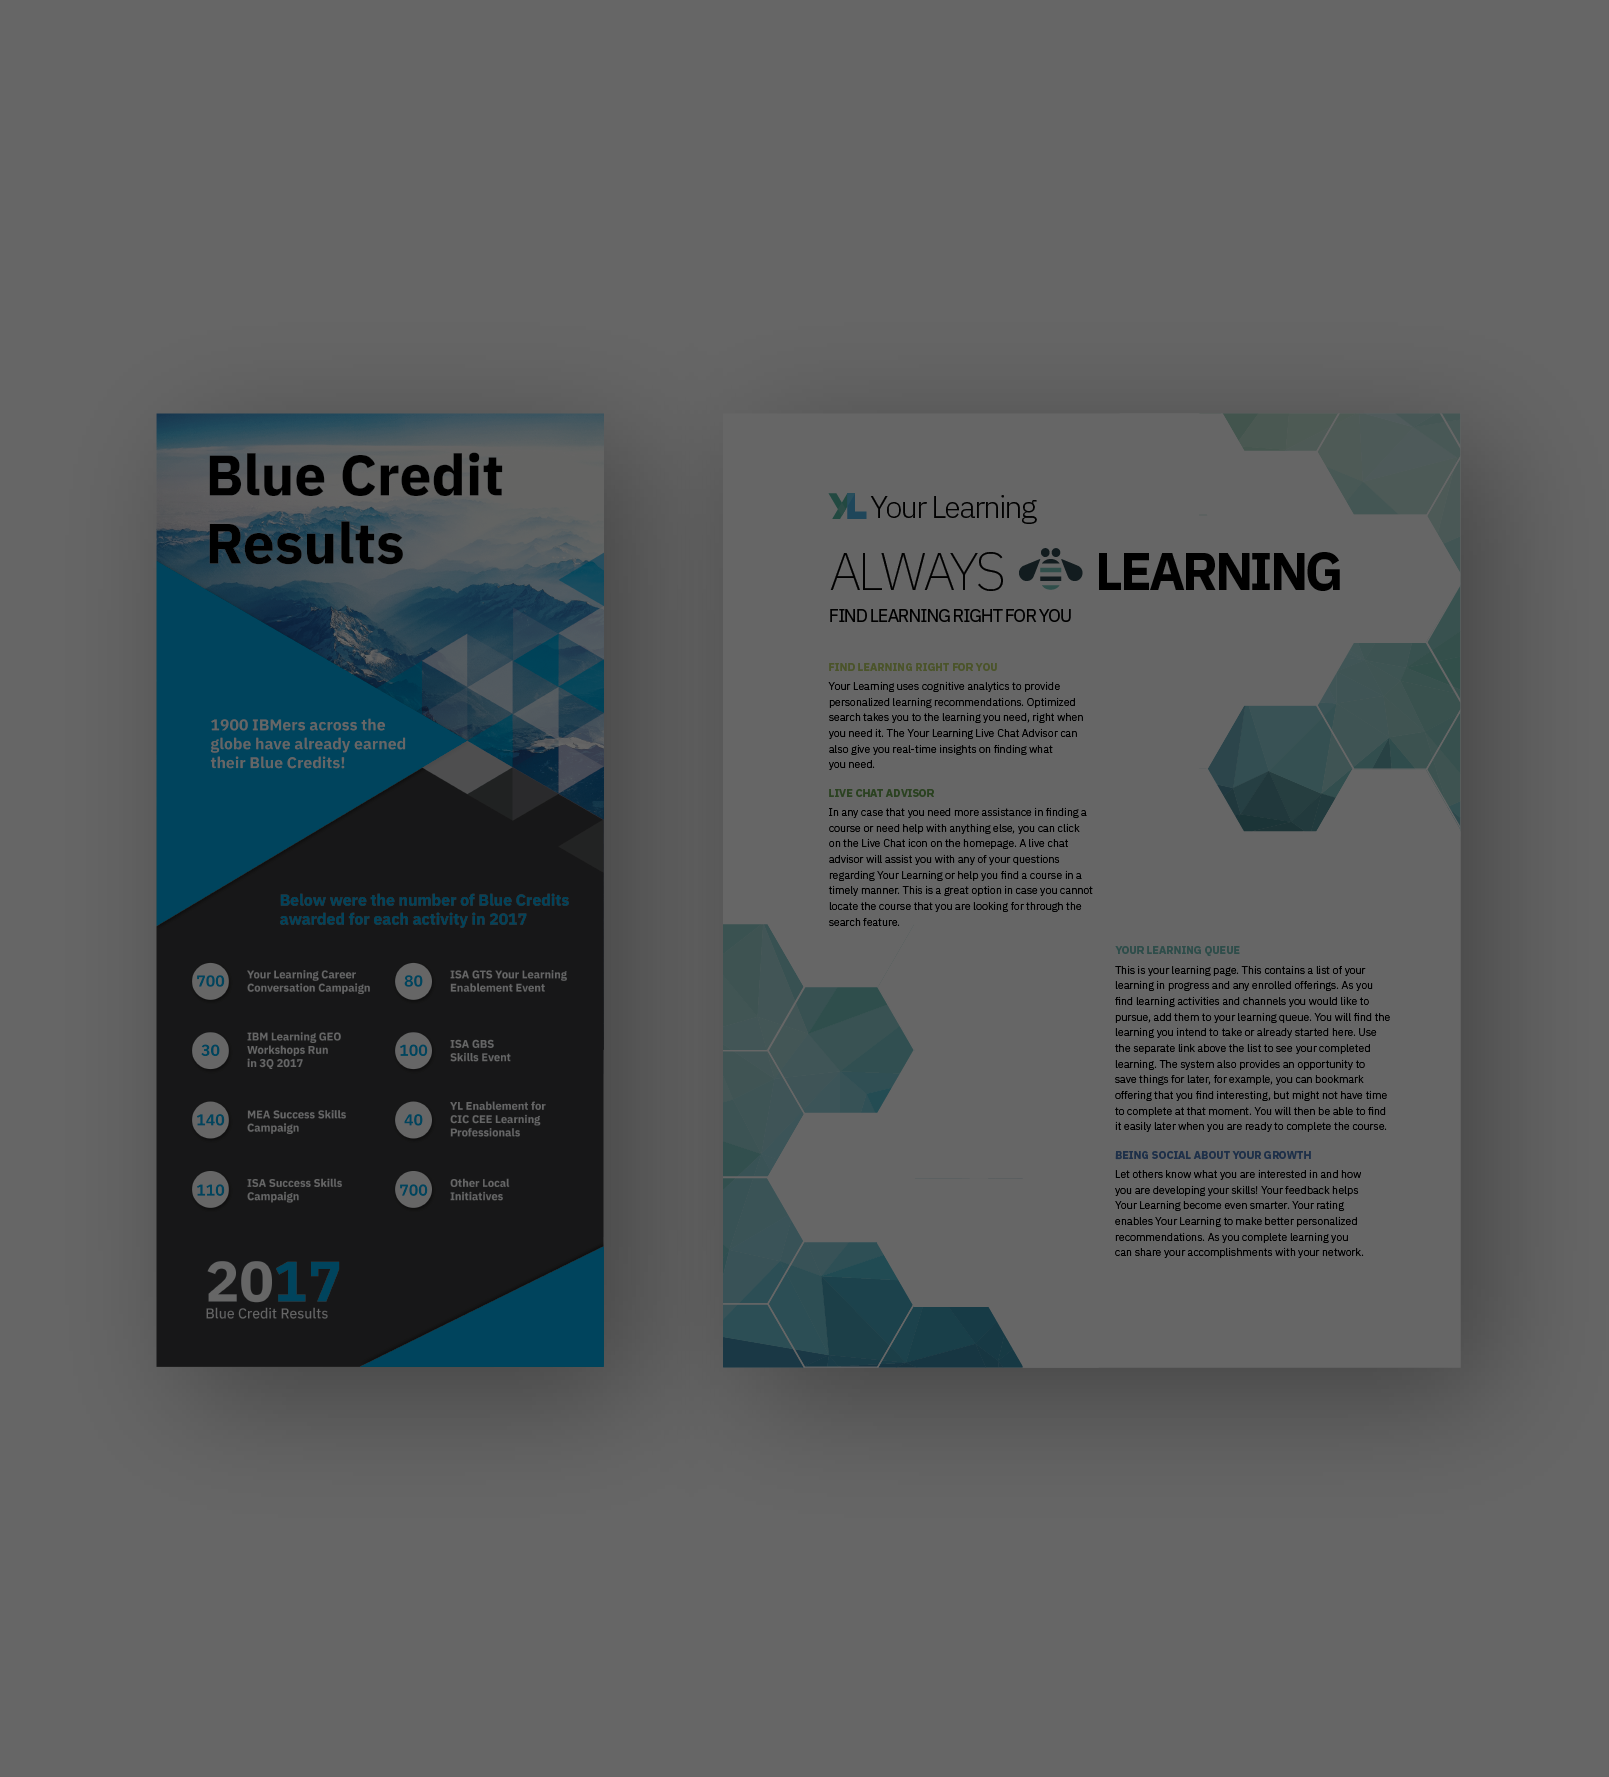 Blue Credit
Results
1900 IBMers across the
globe have already earned
their Blue Credits!
Below were the number of Blue Credits
awarded for each activity in 2017
700
Your Learning Career
Conversation Campaign
80
ISA GTS Your Learning
Enablement Event
30
IBM Learning GEO
Workshops Run
in 3Q 2017
100
ISA GBS
Skills Event
140
MEA Success Skills
Campaign
40
YL Enablement for
CIC CEE Learning
Professionals
110
ISA Success Skills
Campaign
700
Other Local
Initiatives
2017
Blue Credit Results
YL Your Learning
ALWAYS LEARNING
FIND LEARNING RIGHT FOR YOU
FIND LEARNING RIGHT FOR YOU
Your Learning uses cognitive analytics to provide
personalized learning recommendations. Optimized
search takes you to the learning you need, right when
you need it. The Your Learning Live Chat Advisor can
also give you real-time insights on finding what
you need.
LIVE CHAT ADVISOR
In any case that you need more assistance in finding a
course or need help with anything else, you can click
on the Live Chat icon on the homepage. A live chat
advisor will assist you with any of your questions
regarding Your Learning or help you find a course in a
timely manner. This is a great option in case you cannot
locate the course that you are looking for through the
search feature.
YOUR LEARNING QUEUE
This is your learning page. This contains a list of your
learning in progress and any enrolled offerings. As you
find learning activities and channels you would like to
pursue, add them to your learning queue. You will find the
learning you intend to take or already started here. Use
the separate link above the list to see your completed
learning. The system also provides an opportunity to
save things for later, for example, you can bookmark
offering that you find interesting, but might not have time
to complete at that moment. You will then be able to find
it easily later when you are ready to complete the course.
BEING SOCIAL ABOUT YOUR GROWTH
Let others know what you are interested in and how
you are developing your skills! Your feedback helps
Your Learning become even smarter. Your rating
enables Your Learning to make better personalized
recommendations. As you complete learning you
can share your accomplishments with your network.